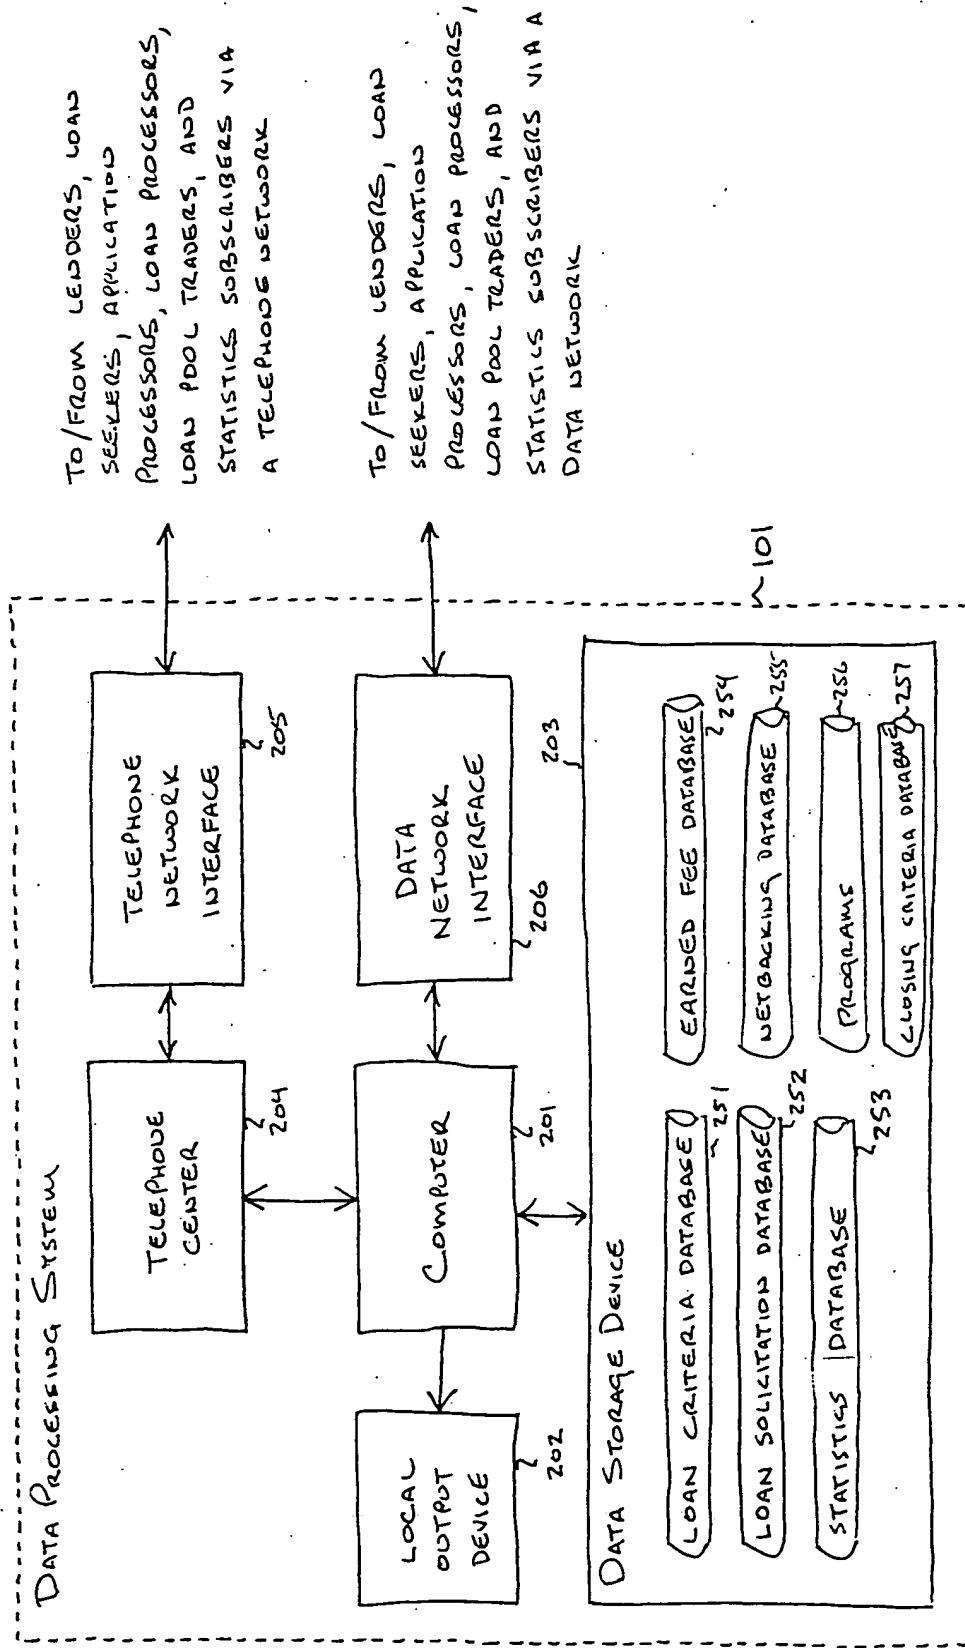 DATA PROCESSING SYSTEM
TELEPHONE
CENTER
204
TELEPHONE
NETWORK
INTERFACE
205
TO/FROM LENDERS, LOAN
SEEKERS, APPLICATION
PROCESSORS, LOAN PROCESSORS,
LOAN POOL TRADERS, AND
STATISTICS SUBSCRIBERS VIA
A TELEPHONE NETWORK
LOCAL
OUTPUT
DEVICE
202
COMPUTER
201
DATA
NETWORK
INTERFACE
206
TO/FROM LENDERS, LOAN
SEEKERS, APPLICATION
PROCESSORS, LOAN PROCESSORS,
LOAN POOL TRADERS, AND
STATISTICS SUBSCRIBERS VIA A
DATA NETWORK
203
DATA STORAGE DEVICE
LOAN CRITERIA DATABASE
251
LOAN SOLICITATION DATABASE
252
STATISTICS DATABASE
253
EARNED FEE DATABASE
254
NETBACKING DATABASE
255
PROGRAMS
256
CLOSING CRITERIA DATABASE
257
101